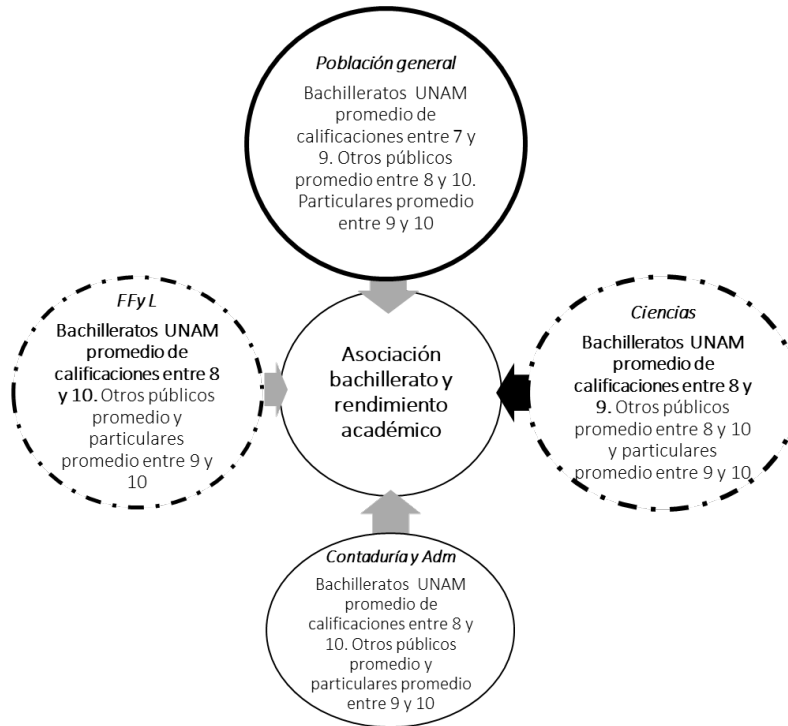 Población general
Bachilleratos UNAM
promedio de
calificaciones entre 7 y
9. Otros públicos
promedio entre 8 y 10.
Particulares promedio
entre 9 y 10
FFy L
Bachilleratos UNAM
promedio de
calificaciones entre 8
y 10. Otros públicos
promedio y
particulares
promedio entre 9 y
10
Asociación
bachillerato y
rendimiento
académico
Ciencias
Bachilleratos UNAM
promedio de
calificaciones entre 8 y
9. Otros públicos
promedio entre 8 y 10
y particulares
promedio entre 9 y 10
Contaduría y Adm
Bachilleratos UNAM
promedio de
calificaciones entre 8 y
10. Otros públicos
promedio y
particulares promedio
entre 9 y 10